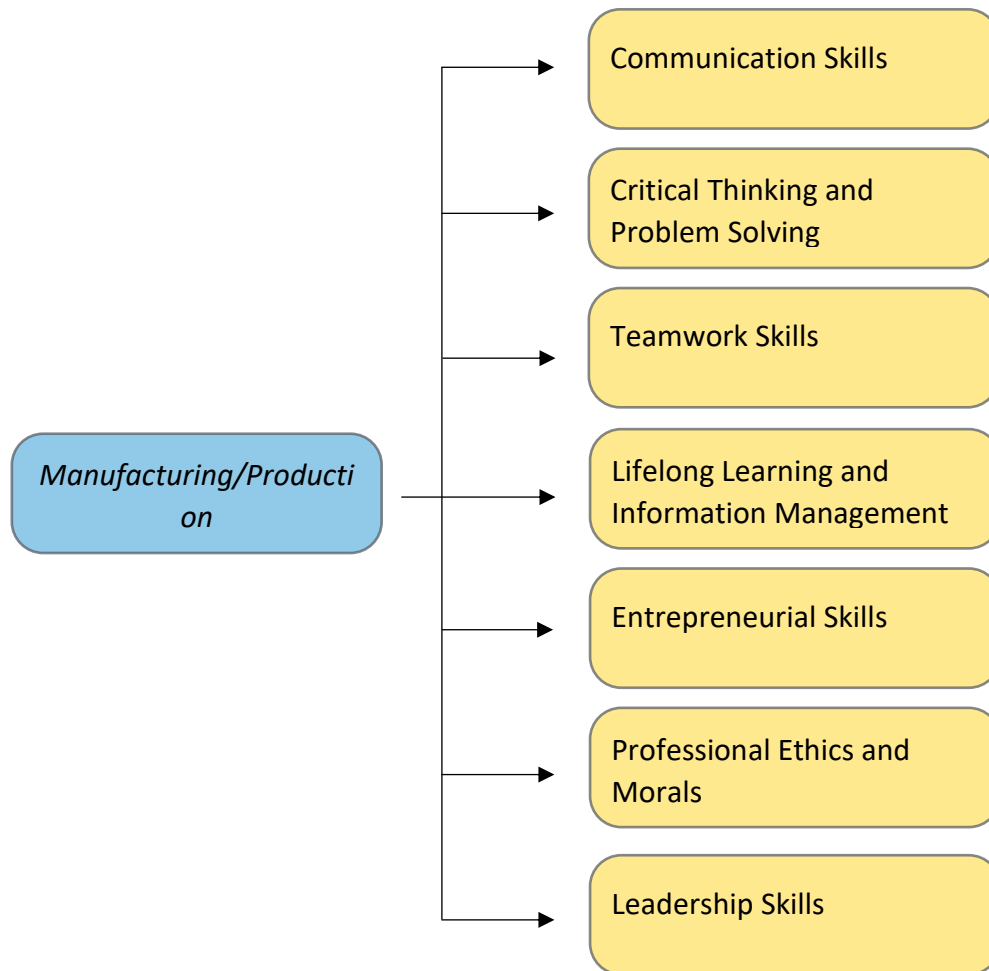 Communication Skills
Critical Thinking and
Problem Solving
Teamwork Skills
Manufacturing/Producti
on
Lifelong Learning and
Information Management
Entrepreneurial Skills
Professional Ethics and
Morals
Leadership Skills